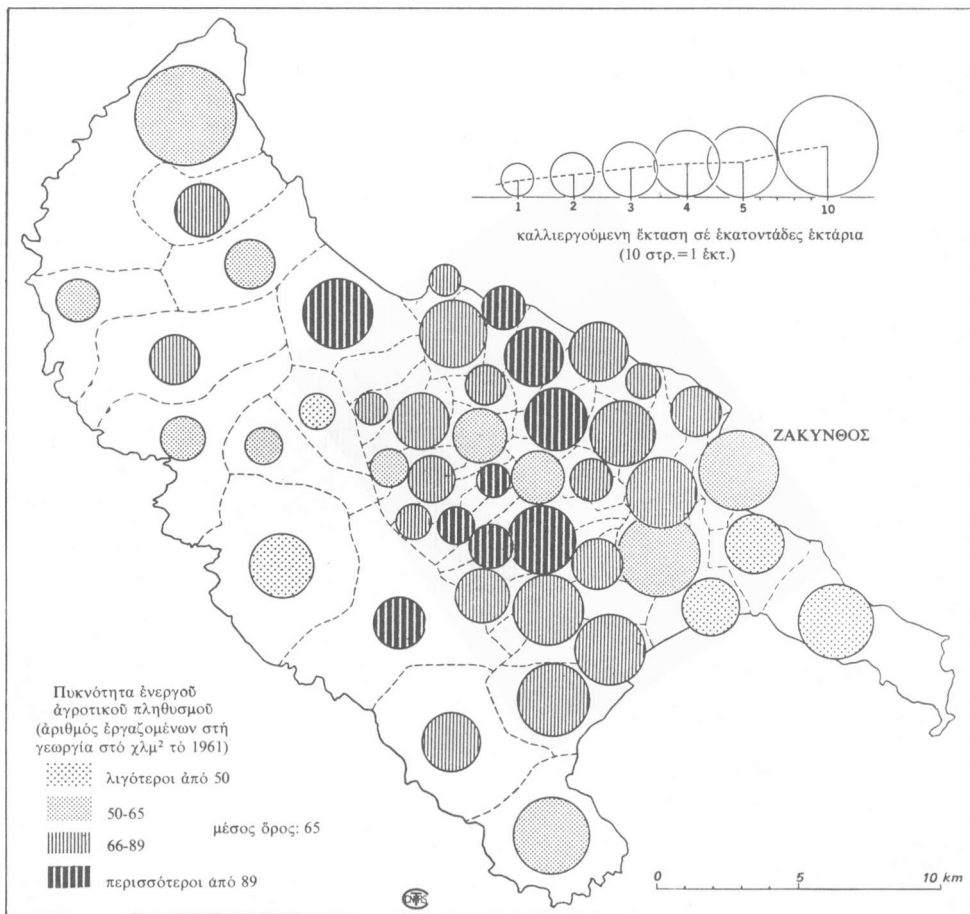 1 2 3 4 5 10
καλλιεργούμενη ἔκταση σέ ἑκατοντάδες ἑκτάρια
(10 στρ.=1 ἑκτ.)
ΖΑΚΥΝΘΟΣ
Πυκνότητα ἐνεργοῦ
ἀγροτικοῦ πληθυσμοῦ
(ἀριθμός ἐργαζομένων στή
γεωργία στό χλμ² τό 1961)
λιγότεροι ἀπό 50
50-65
μέσος ὅρος: 65
66-89
περισσότεροι ἀπό 89
0 5 10 km